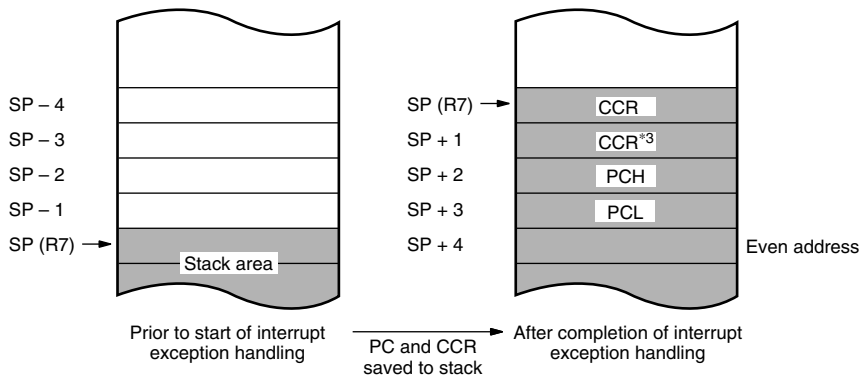 SP – 4
SP – 3
SP – 2
SP – 1
SP (R7)
Stack area
SP (R7)
SP + 1
SP + 2
SP + 3
SP + 4
CCR
CCR*3
PCH
PCL
Even address
Prior to start of interrupt
exception handling
PC and CCR
saved to stack
After completion of interrupt
exception handling